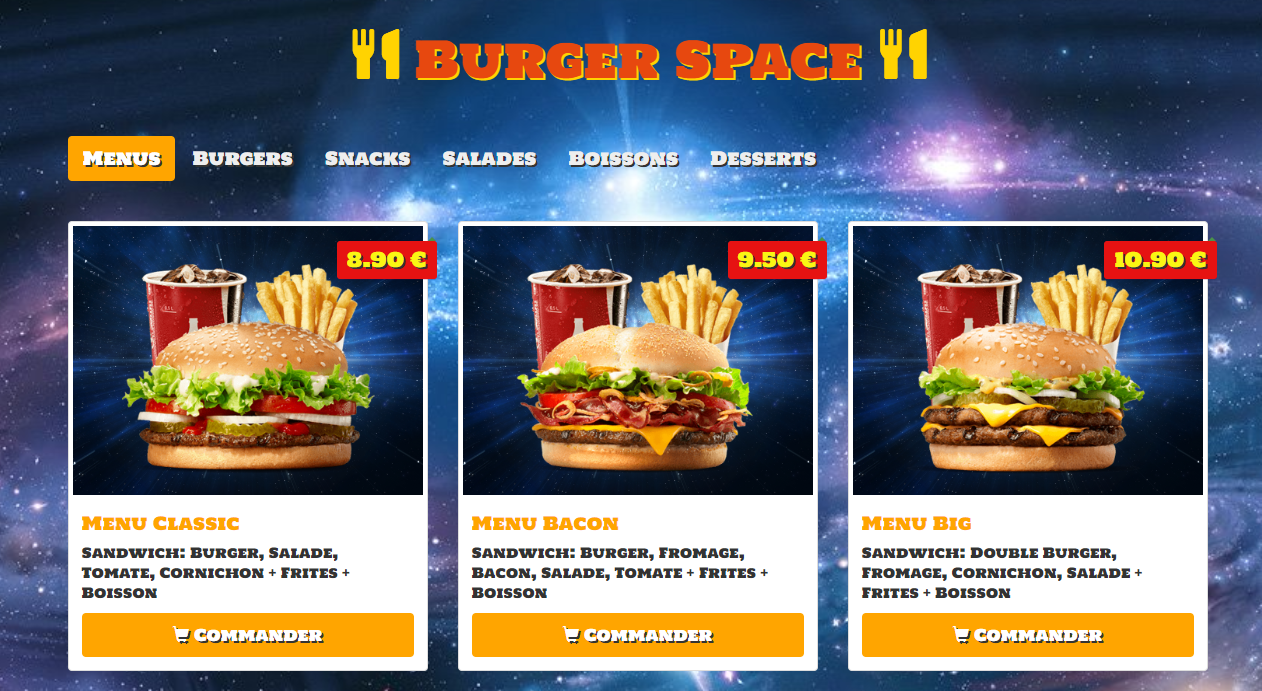 Burger Space
Menus Burgers Snacks Salades Boissons Desserts
8.90 €
9.50 €
10.90 €
Menu Classic
Sandwich: Burger, Salade,
Tomate, Cornichon + Frites +
Boisson
Commander
Menu Bacon
Sandwich: Burger, Fromage,
Bacon, Salade, Tomate + Frites +
Boisson
Commander
Menu Big
Sandwich: Double Burger,
Fromage, Cornichon, Salade +
Frites + Boisson
Commander